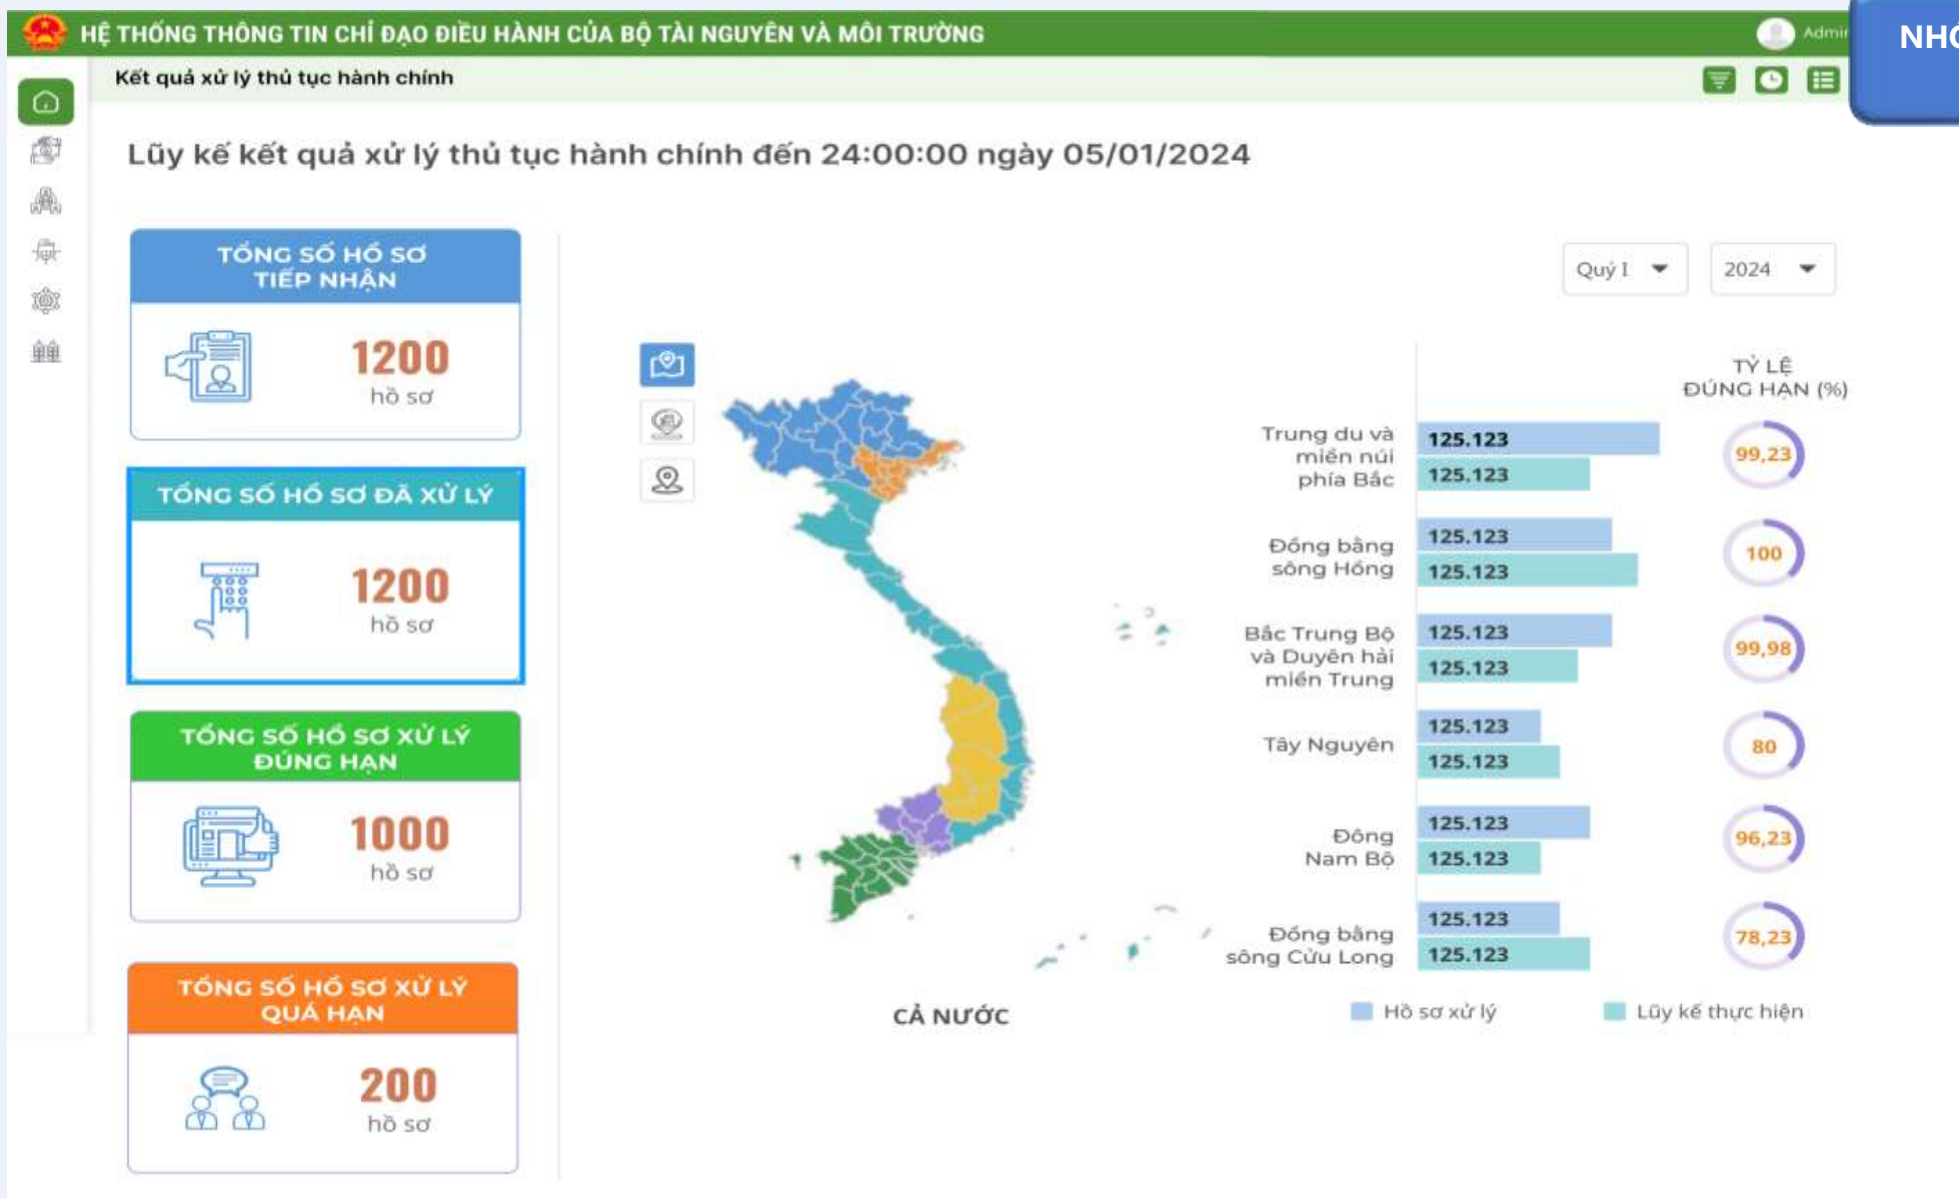 HỆ THỐNG THÔNG TIN CHỈ ĐẠO ĐIỀU HÀNH CỦA BỘ TÀI NGUYÊN VÀ MÔI TRƯỜNG
Kết quả xử lý thủ tục hành chính
Lũy kế kết quả xử lý thủ tục hành chính đến 24:00:00 ngày 05/01/2024
TỔNG SỐ HỒ SƠ
TIẾP NHẬN
1200
hồ sơ
TỔNG SỐ HỒ SƠ ĐÃ XỬ LÝ
1200
hồ sơ
TỔNG SỐ HỒ SƠ XỬ LÝ
ĐÚNG HẠN
1000
hồ sơ
TỔNG SỐ HỒ SƠ XỬ LÝ
QUÁ HẠN
200
hồ sơ
CẢ NƯỚC
Quý I
2024
TỶ LỆ
ĐÚNG HẠN (%)
Trung du và
miền núi
phía Bắc
125.123
125.123
99,23
Đồng bằng
sông Hồng
125.123
125.123
100
Bắc Trung Bộ
và Duyên hải
miền Trung
125.123
125.123
99,98
Tây Nguyên
125.123
125.123
80
Đông
Nam Bộ
125.123
125.123
96,23
Đồng bằng
sông Cửu Long
125.123
125.123
78,23
Hồ sơ xử lý
Lũy kế thực hiện